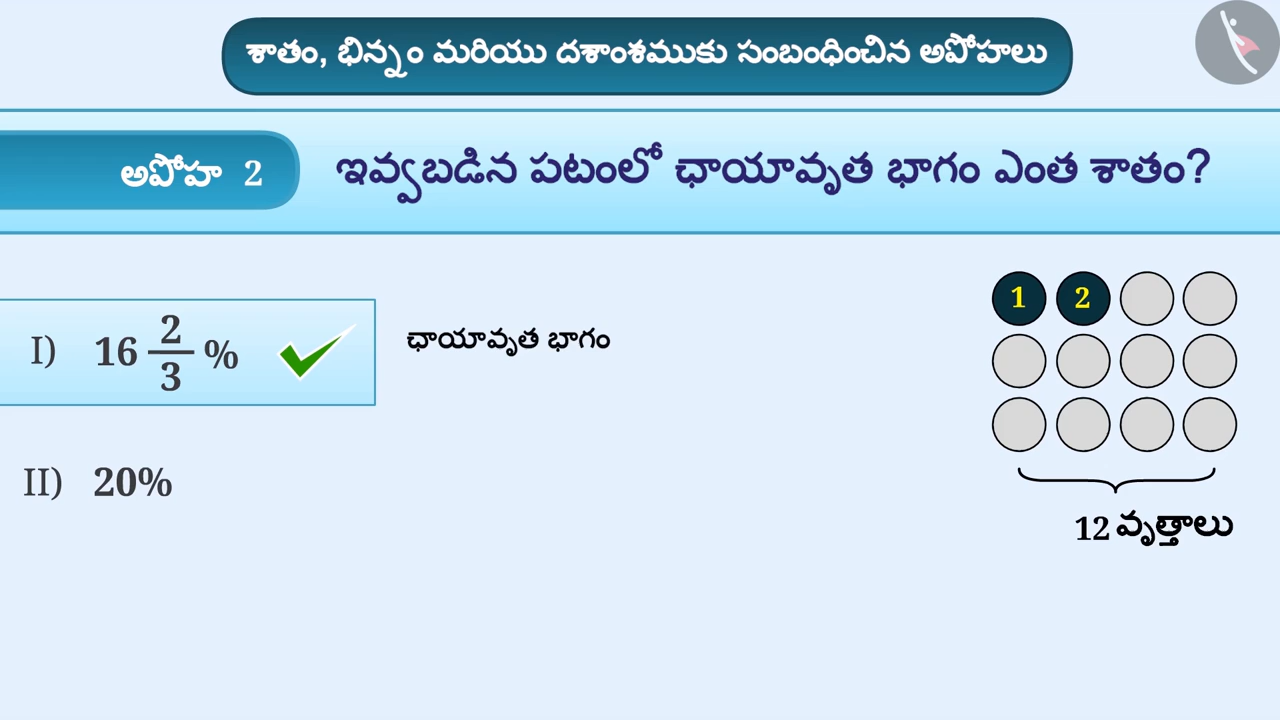 శాతం, భిన్నం మరియు దశాంశముకు సంబంధించిన అపోహలు
అపోహ 2
ఇవ్వబడిన పటంలో ఛాయావృత భాగం ఎంత శాతం?
I) 16 2/3 %
ఛాయావృత భాగం
1 2
II) 20%
12 వృత్తాలు